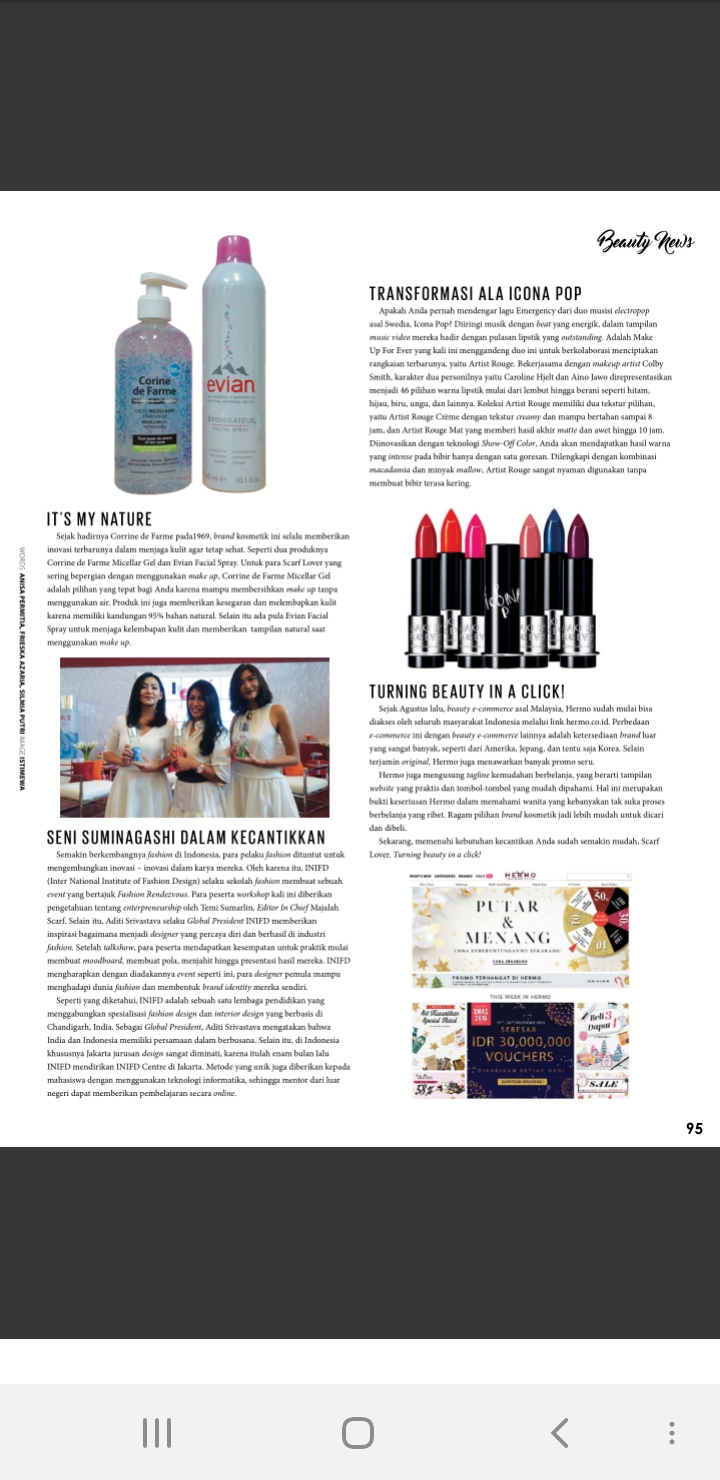 Beauty News
Corine
de Farme
evian
FACIAL SPRAY
IT'S MY NATURE
Sejak hadirnya Corrine de Farme pada1969, brand kosmetik ini selalu memberikan
inovasi terbarunya dalam menjaga kulit agar tetap sehat. Seperti dua produknya
Corrine de Farme Micellar Gel dan Evian Facial Spray. Untuk para Scarf Lover yang
sering bepergian dengan menggunakan make up, Corrine de Farme Micellar Gel
adalah pilihan yang tepat bagi Anda karena mampu membersihkan make up tanpa
menggunakan air. Produk ini juga memberikan kesegaran dan melembapkan kulit
karena memiliki kandungan 95% bahan natural. Selain itu ada pula Evian Facial
Spray untuk menjaga kelembapan kulit dan memberikan tampilan natural saat
menggunakan make up.
WORDS ANISA PERMITIA, FRIESKA AZARIA, SILMIA PUTRI IMAGE ISTIMEWA
SENI SUMINAGASHI DALAM KECANTIKKAN
Semakin berkembangnya fashion di Indonesia, para pelaku fashion dituntut untuk
mengembangkan inovasi – inovasi dalam karya mereka. Oleh karena itu, INIFD
(Inter National Institute of Fashion Design) selaku sekolah fashion membuat sebuah
event yang bertajuk Fashion Rendezvous. Para peserta workshop kali ini diberikan
pengetahuan tentang enterpreneurship oleh Temi Sumarlin, Editor In Chief Majalah
Scarf. Selain itu, Aditi Srivastava selaku Global President INIFD memberikan
inspirasi bagaimana menjadi designer yang percaya diri dan berhasil di industri
fashion. Setelah talkshow, para peserta mendapatkan kesempatan untuk praktik mulai
membuat moodboard, membuat pola, menjahit hingga presentasi hasil mereka. INIFD
mengharapkan dengan diadakannya event seperti ini, para designer pemula mampu
menghadapi dunia fashion dan membentuk brand identity mereka sendiri.
Seperti yang diketahui, INIFD adalah sebuah satu lembaga pendidikan yang
menggabungkan spesialisasi fashion design dan interior design yang berbasis di
Chandigarh, India. Sebagai Global President, Aditi Srivastava mengatakan bahwa
India dan Indonesia memiliki persamaan dalam berbusana. Selain itu, di Indonesia
khususnya Jakarta jurusan design sangat diminati, karena itulah enam bulan lalu
INIFD mendirikan INIFD Centre di Jakarta. Metode yang unik juga diberikan kepada
mahasiswa dengan menggunakan teknologi informatika, sehingga mentor dari luar
negeri dapat memberikan pembelajaran secara online.
TRANSFORMASI ALA ICONA POP
Apakah Anda pernah mendengar lagu Emergency dari duo musisi electropop
asal Swedia, Icona Pop? Diiringi musik dengan beat yang energik, dalam tampilan
music video mereka hadir dengan pulasan lipstik yang outstanding. Adalah Make
Up For Ever yang kali ini menggandeng duo ini untuk berkolaborasi menciptakan
rangkaian terbarunya, yaitu Artist Rouge. Bekerjasama dengan makeup artist Colby
Smith, karakter dua personilnya yaitu Caroline Hjelt dan Aino Jawo direpresentasikan
menjadi 46 pilihan warna lipstik mulai dari lembut hingga berani seperti hitam,
hijau, biru, ungu, dan lainnya. Koleksi Artist Rouge memiliki dua tekstur pilihan,
yaitu Artist Rouge Crème dengan tekstur creamy dan mampu bertahan sampai 8
jam, dan Artist Rouge Mat yang memberi hasil akhir matte dan awet hingga 10 jam.
Diinovasikan dengan teknologi Show-Off Color, Anda akan mendapatkan hasil warna
yang intense pada bibir hanya dengan satu goresan. Dilengkapi dengan kombinasi
macadamia dan minyak mallow, Artist Rouge sangat nyaman digunakan tanpa
membuat bibir terasa kering.
TURNING BEAUTY IN A CLICK!
Sejak Agustus lalu, beauty e-commerce asal Malaysia, Hermo sudah mulai bisa
diakses oleh seluruh masyarakat Indonesia melalui link hermo.co.id. Perbedaan
e-commerce ini dengan beauty e-commerce lainnya adalah ketersediaan brand luar
yang sangat banyak, seperti dari Amerika, Jepang, dan tentu saja Korea. Selain
terjamin original, Hermo juga menawarkan banyak promo seru.
Hermo juga mengusung tagline kemudahan berbelanja, yang berarti tampilan
website yang praktis dan tombol-tombol yang mudah dipahami. Hal ini merupakan
bukti keseriusan Hermo dalam memahami wanita yang kebanyakan tak suka proses
berbelanja yang ribet. Ragam pilihan brand kosmetik jadi lebih mudah untuk dicari
dan dibeli.
Sekarang, memenuhi kebutuhan kecantikan Anda sudah semakin mudah, Scarf
Lover. Turning beauty in a click!
HERMO
PUTAR
&
MENANG
PROMO TERHANGAT DI HERMO
THIS WEEK IN HERMO
SEBESAR
IDR 30,000,000
VOUCHERS
SALE
95